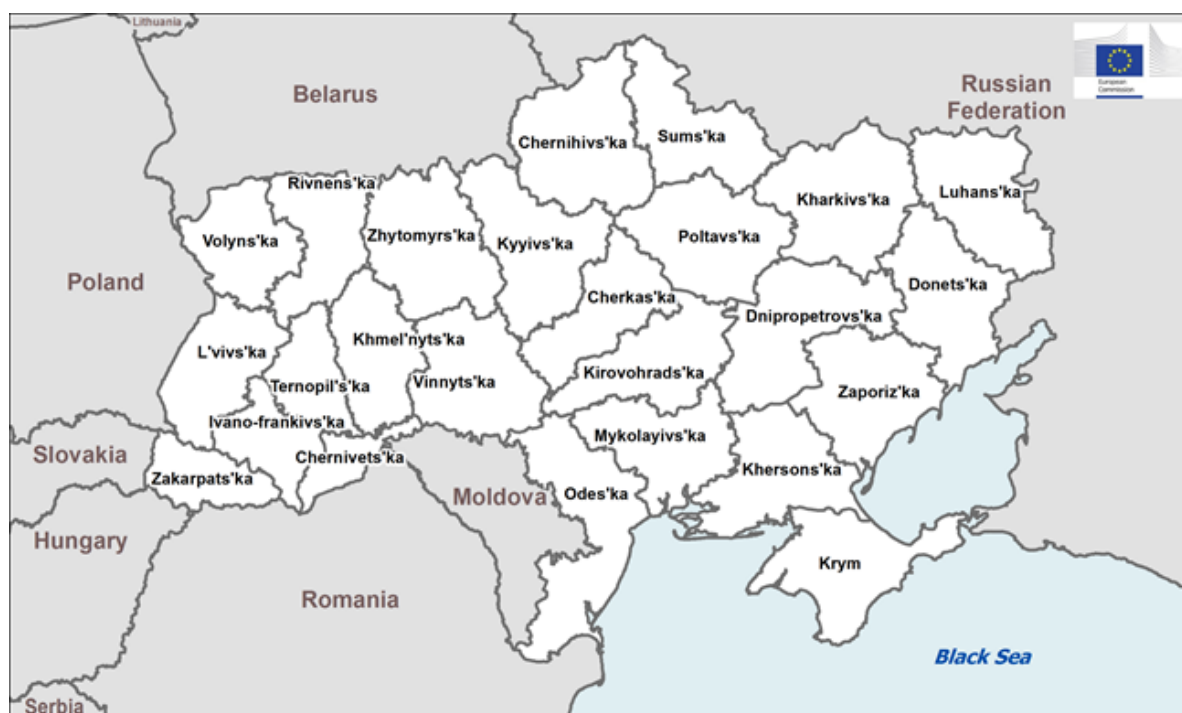 Lithuania
Belarus
Russian
Federation
European
Commission
Chernihivs'ka
Sums'ka
Rivnens'ka
Kharkivs'ka
Luhans'ka
Volyns'ka
Zhytomyrs'ka
Kyyivs'ka
Poltavs'ka
Poland
Cherkas'ka
Donets'ka
Dnipropetrovs'ka
L'vivs'ka
Khmel'nyts'ka
Ternopil's'ka
Vinnyts'ka
Kirovohrads'ka
Zaporiz'ka
Ivano-frankivs'ka
Mykolayivs'ka
Slovakia
Chernivets'ka
Zakarpats'ka
Khersons'ka
Moldova
Odes'ka
Hungary
Krym
Romania
Black Sea
Serbia